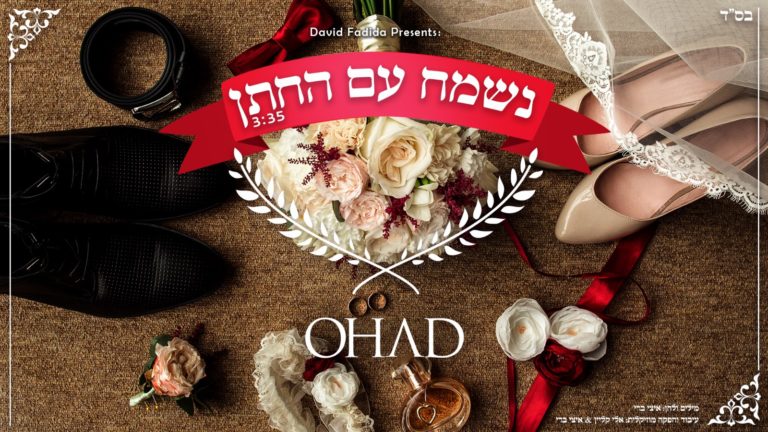 בס"ד
David Fadida Presents:
נשמח עם החתן
3:35
OHAD
מילים ולחן: איצי ברי
עיבוד והפקה מוזיקלית: אלי קליין & איצי ברי